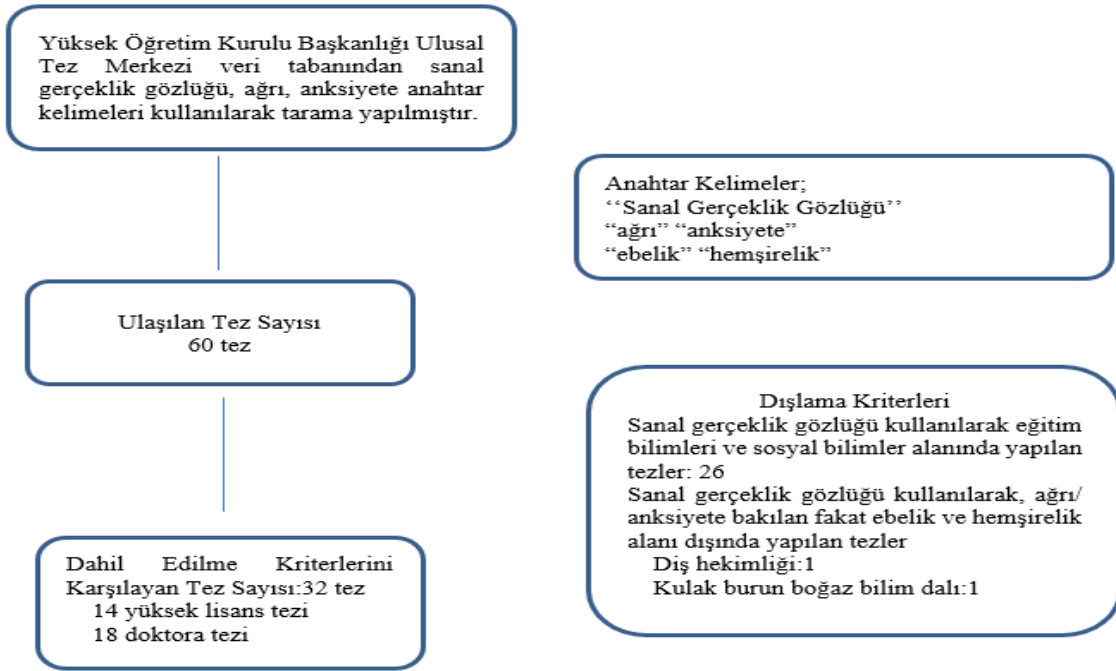 Yüksek Öğretim Kurulu Başkanlığı Ulusal
Tez Merkezi veri tabanından sanal
gerçeklik gözlüğü, ağrı, anksiyete anahtar
kelimeleri kullanılarak tarama yapılmıştır.
Anahtar Kelimeler;
‘‘Sanal Gerçeklik Gözlüğü’’
“ağrı” “anksiyete”
“ebelik” “hemşirelik”
Ulaşılan Tez Sayısı
60 tez
Dışlama Kriterleri
Sanal gerçeklik gözlüğü kullanılarak eğitim
bilimleri ve sosyal bilimler alanında yapılan
tezler: 26
Sanal gerçeklik gözlüğü kullanılarak, ağrı/
anksiyete bakılan fakat ebelik ve hemşirelik
alanı dışında yapılan tezler
Diş hekimliği:1
Kulak burun boğaz bilim dalı:1
Dahil Edilme Kriterlerini
Karşılayan Tez Sayısı:32 tez
14 yüksek lisans tezi
18 doktora tezi